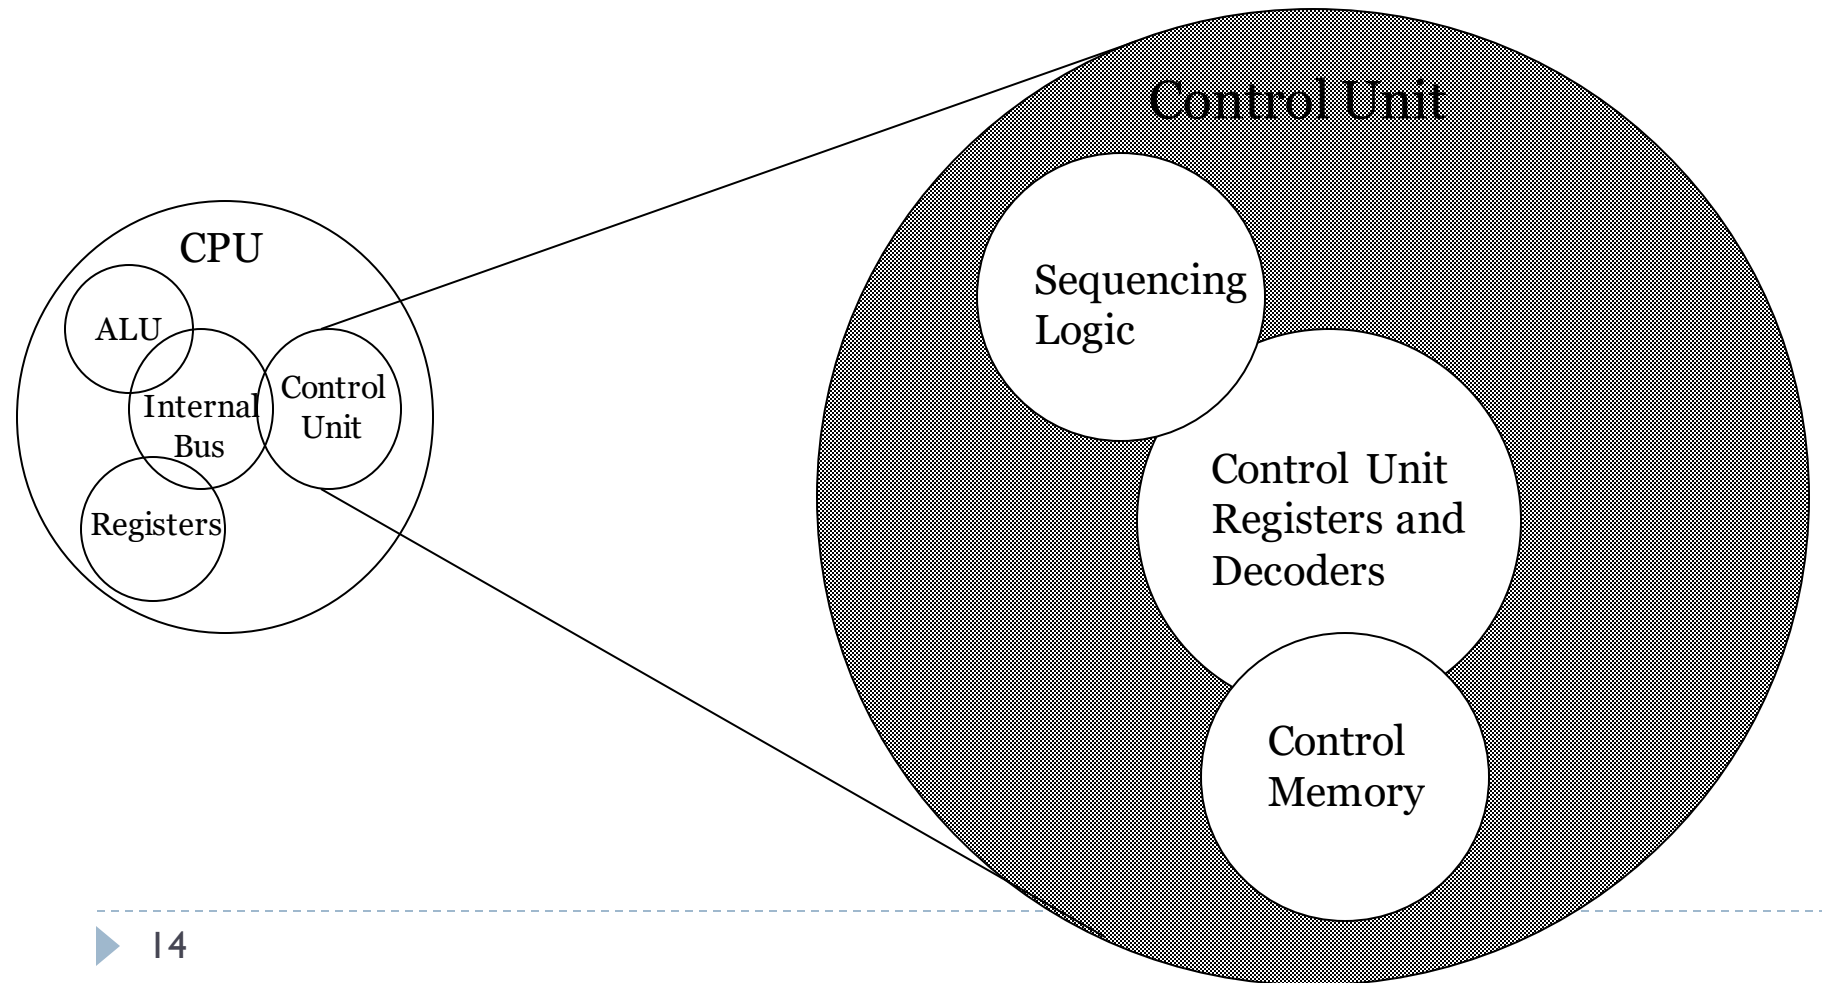 CPU
ALU
Internal
Bus
Control
Unit
Registers
Control Unit
Sequencing
Logic
Control Unit
Registers and
Decoders
Control
Memory
14